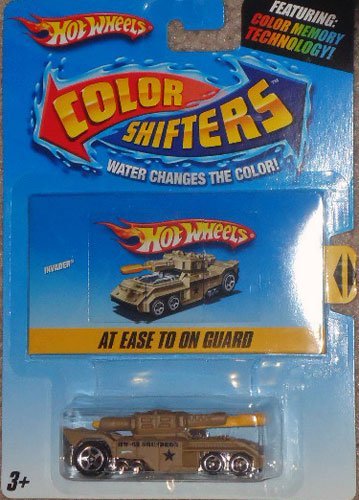 HOT WHEELS
FEATURING:
COLOR MEMORY
TECHNOLOGY!
COLOR
SHIFTERS™
WATER CHANGES THE COLOR!
HOT WHEELS®
INVADER®
AT EASE TO ON GUARD
3+